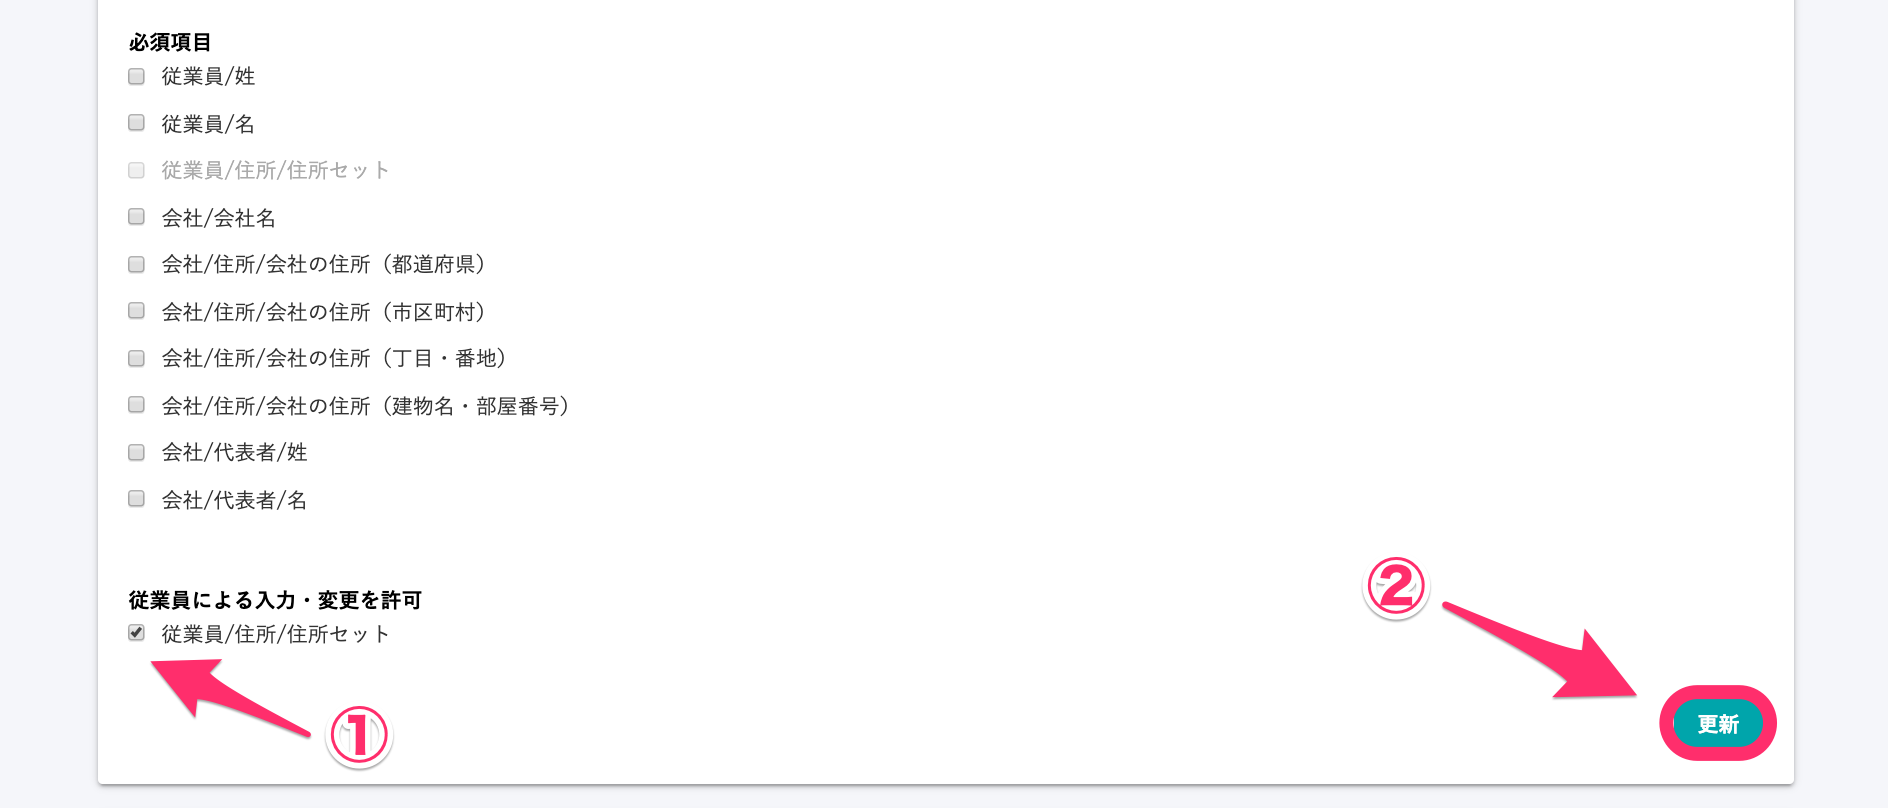 必須項目
従業員/姓
従業員/名
従業員/住所/住所セット
会社/会社名
会社/住所/会社の住所（都道府県）
会社/住所/会社の住所（市区町村）
会社/住所/会社の住所（丁目・番地）
会社/住所/会社の住所（建物名・部屋番号）
会社/代表者/姓
会社/代表者/名
従業員による入力・変更を許可
従業員/住所/住所セット
①
②
更新